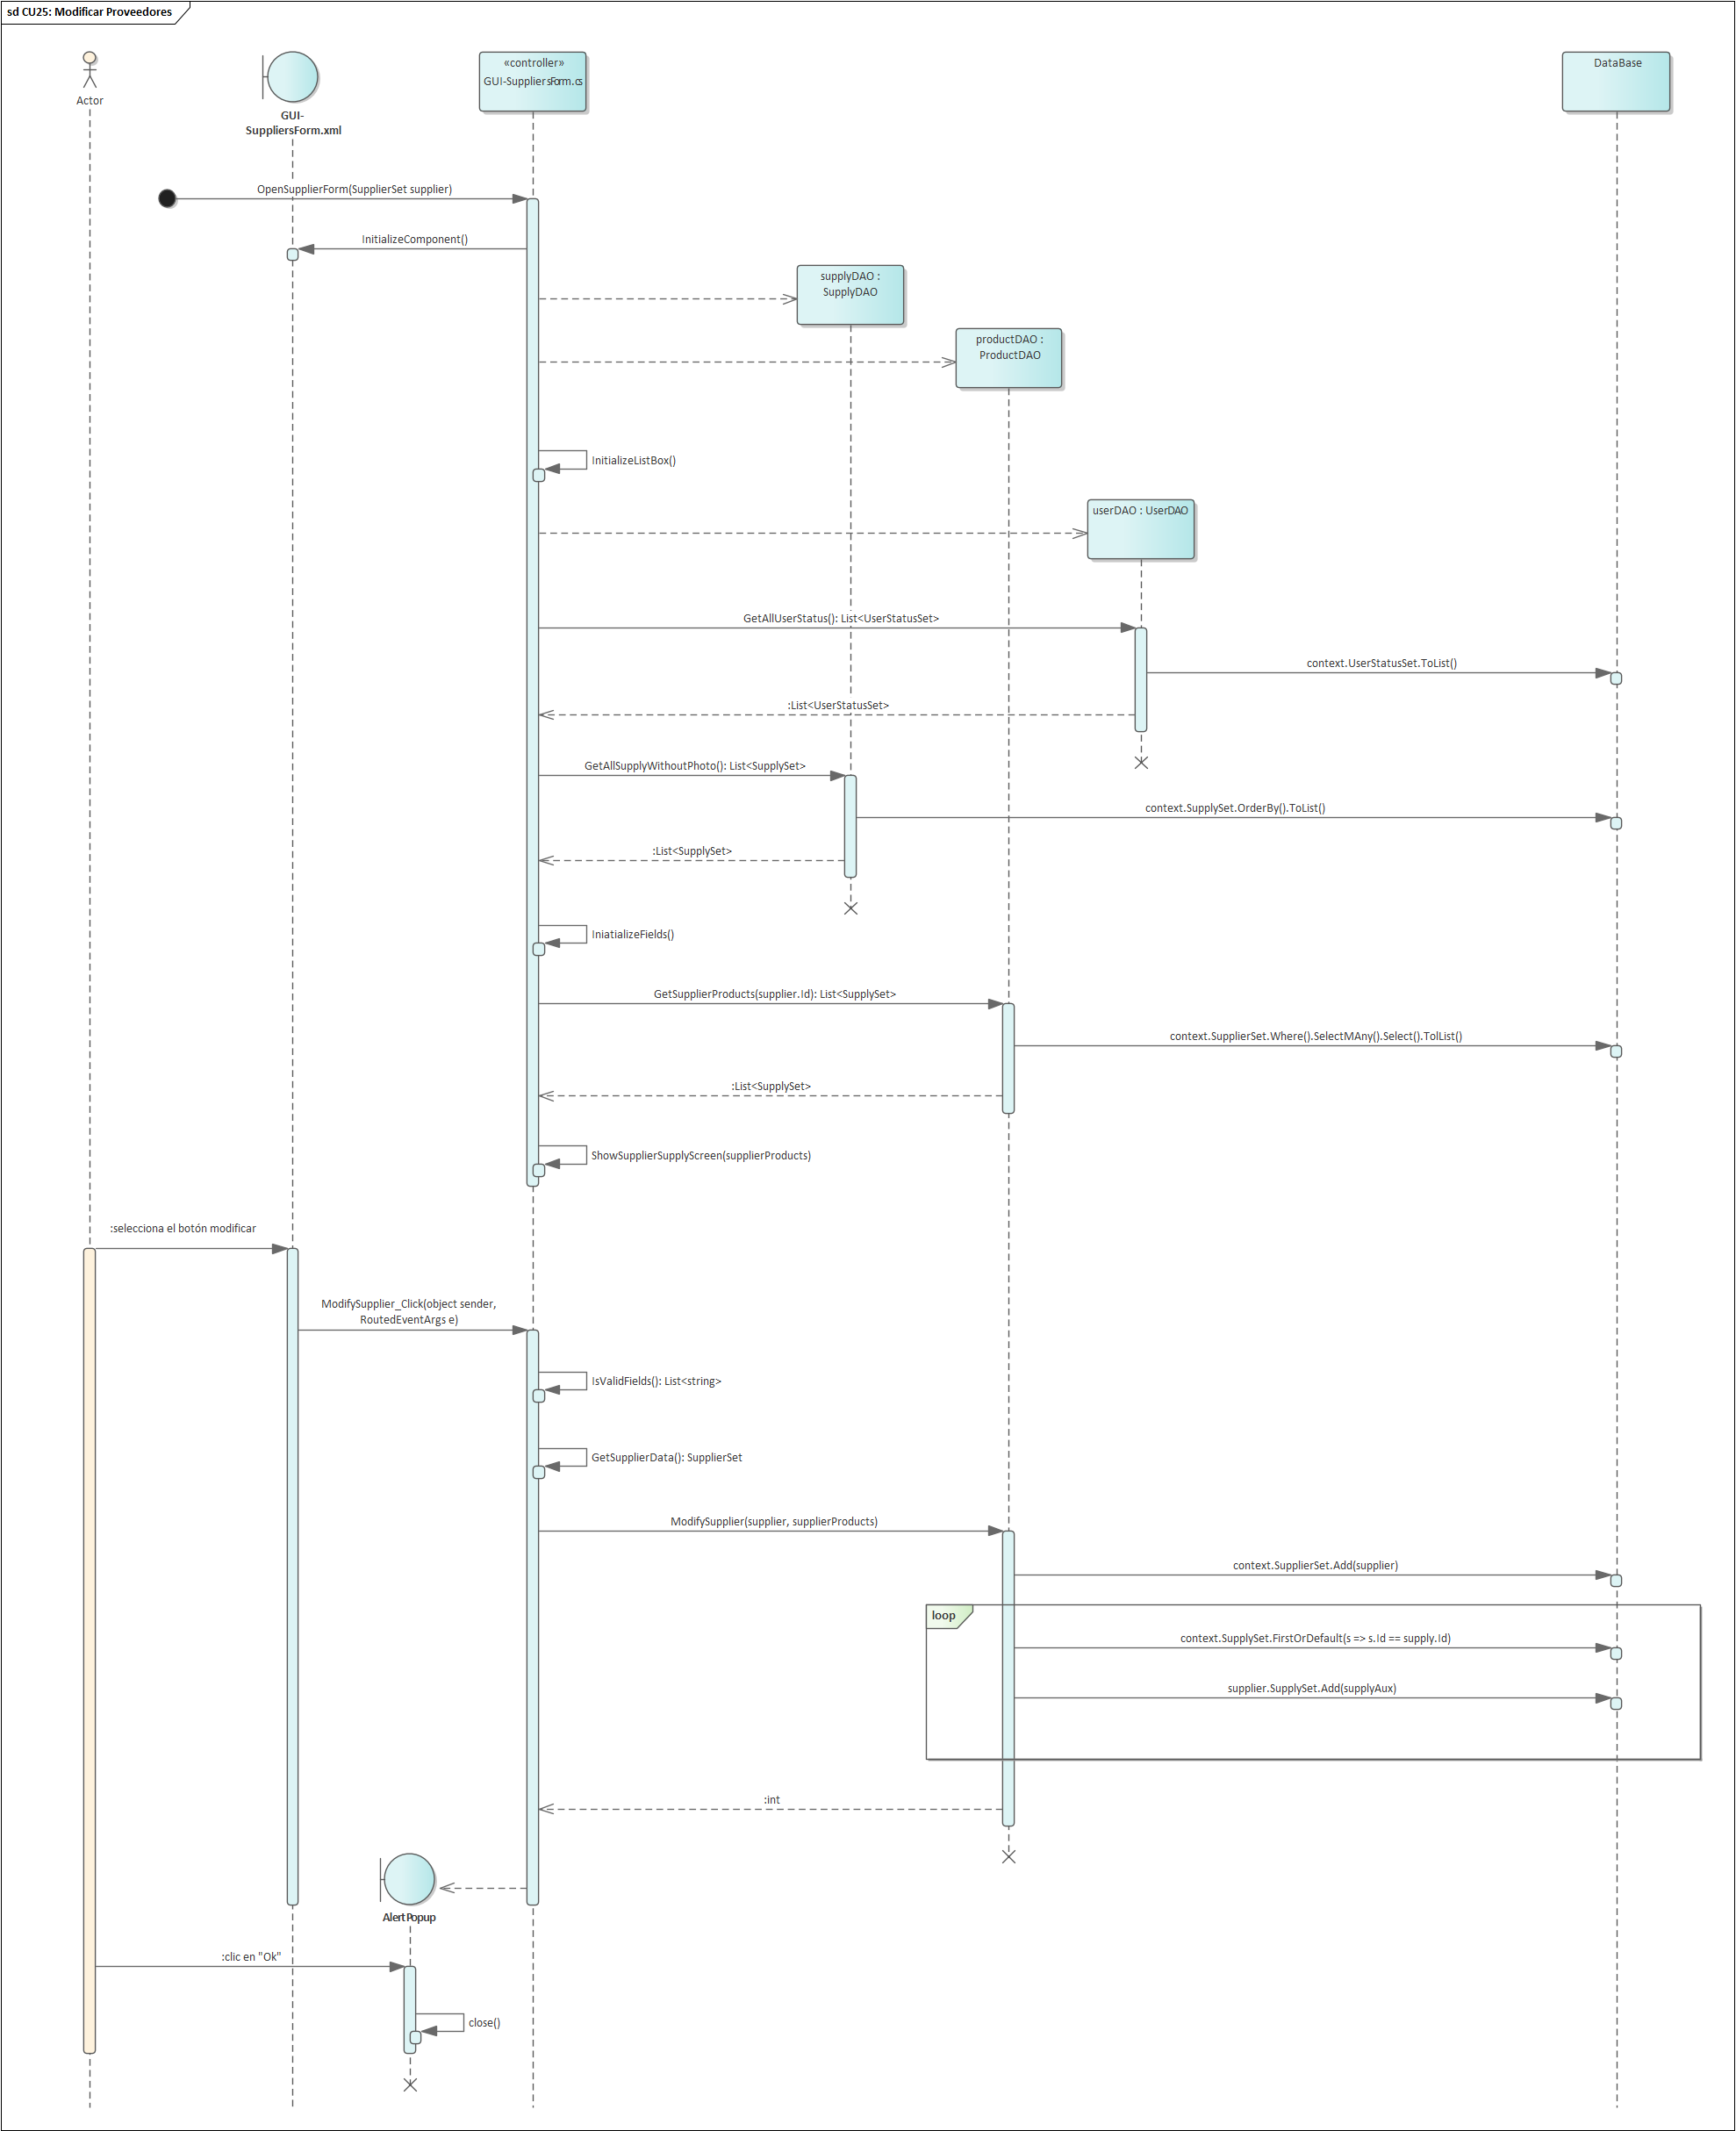 sd CU25: Modificar Proveedores
Actor
GUI-
SuppliersForm.xml
«controller»
GUI-SuppliersForm.cs
DataBase
OpenSupplierForm(SupplierSet supplier)
InitializeComponent()
supplyDAO :
SupplyDAO
productDAO :
ProductDAO
InitializeListBox()
userDAO : UserDAO
GetAllUserStatus(): List<UserStatusSet>
context.UserStatusSet.ToList()
:List<UserStatusSet>
GetAllSupplyWithoutPhoto(): List<SupplySet>
context.SupplySet.OrderBy().ToList()
:List<SupplySet>
IniatializeFields()
GetSupplierProducts(supplier.Id): List<SupplySet>
context.SupplierSet.Where().SelectMAny().Select().TolList()
:List<SupplySet>
ShowSupplierSupplyScreen(supplierProducts)
:selecciona el botón modificar
ModifySupplier_Click(object sender,
RoutedEventArgs e)
IsValidFields(): List<string>
GetSupplierData(): SupplierSet
ModifySupplier(supplier, supplierProducts)
context.SupplierSet.Add(supplier)
loop
context.SupplySet.FirstOrDefault(s => s.Id == supply.Id)
supplier.SupplySet.Add(supplyAux)
:int
AlertPopup
:clic en "Ok"
close()